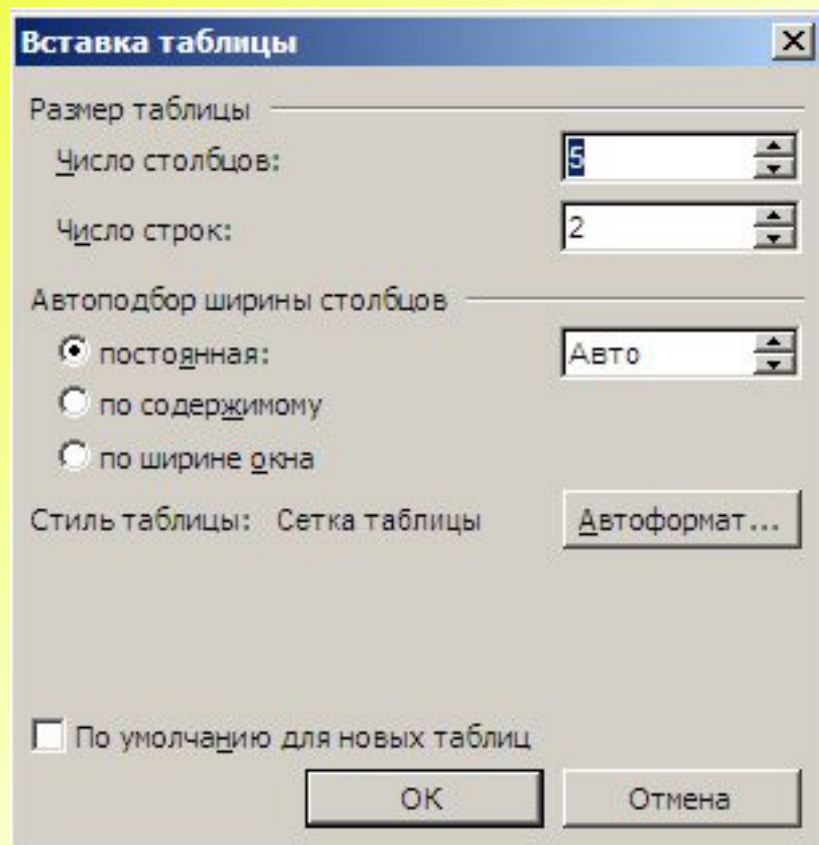 Вставка таблицы
Размер таблицы
Число столбцов: 5
Число строк: 2
Автоподбор ширины столбцов
постоянная: Авто
по содержимому
по ширине окна
Стиль таблицы: Сетка таблицы Автоформат...
По умолчанию для новых таблиц
ОК Отмена